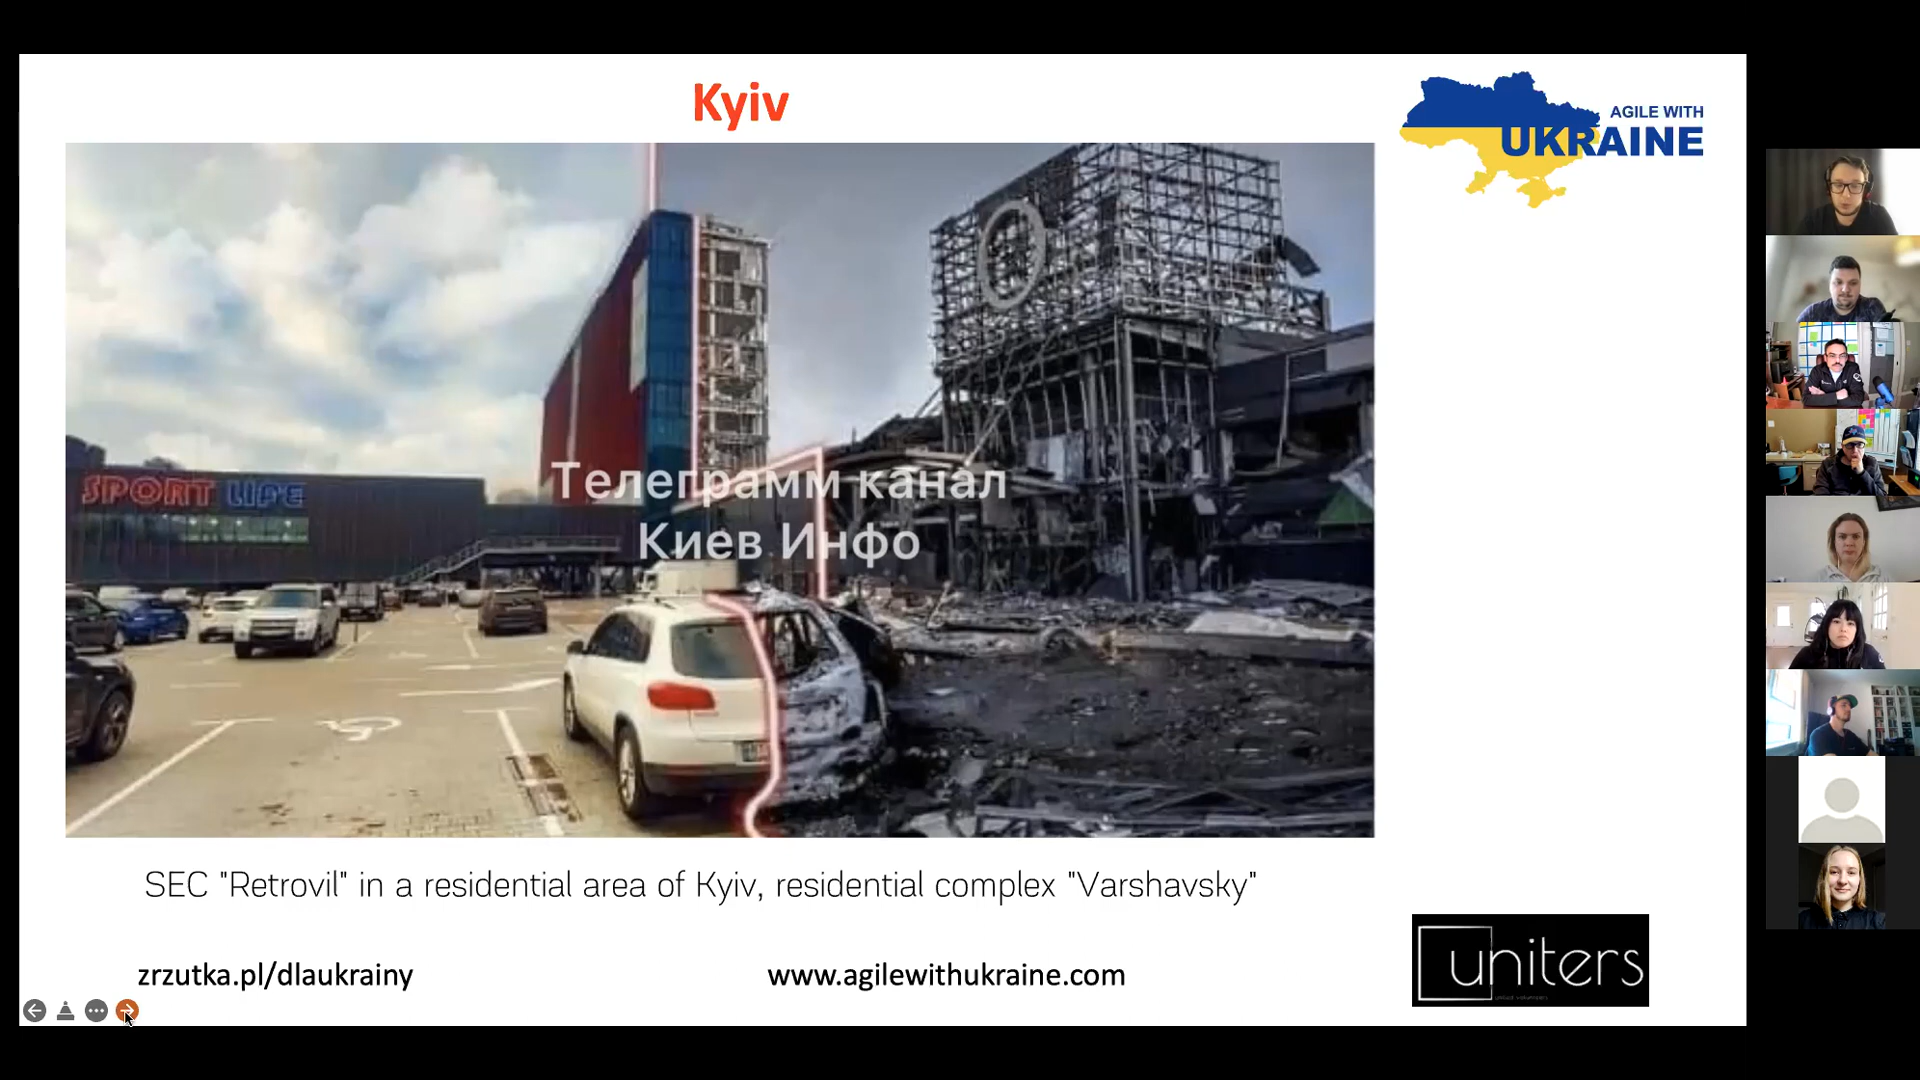 Kyiv
AGILE WITH
UKRAINE
SPORT LIFE
Телеграмм канал
Киев Инфо
SEC "Retrovil" in a residential area of Kyiv, residential complex "Varshavsky"
zrzutka.pl/dlaukrainy
www.agilewithukraine.com
uniters